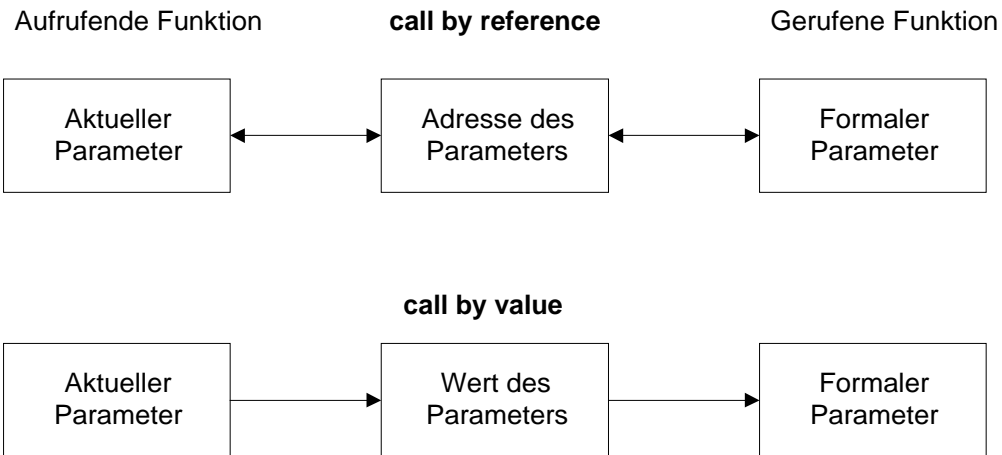 Aufrufende Funktion
call by reference
Gerufene Funktion
Aktueller
Parameter
Adresse des
Parameters
Formaler
Parameter
call by value
Aktueller
Parameter
Wert des
Parameters
Formaler
Parameter